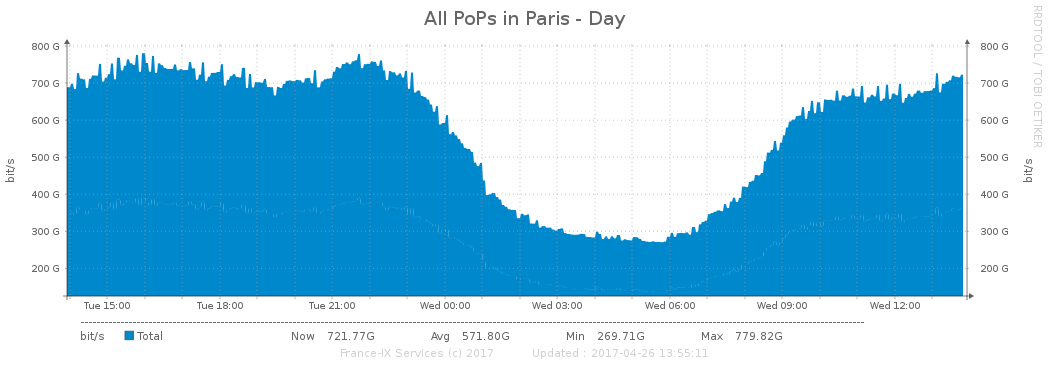 All PoPs in Paris - Day
RRDTOOL / TOBI OETIKER
800 G 800 G
700 G 700 G
600 G 600 G
500 G 500 G
400 G 400 G
300 G 300 G
200 G 200 G
bit/s
bit/s
Tue 15:00 Tue 18:00 Tue 21:00 Wed 00:00 Wed 03:00 Wed 06:00 Wed 09:00 Wed 12:00
bit/s Total Now 721.77G Avg 571.80G Min 269.71G Max 779.82G
France-IX Services (c) 2017 Updated : 2017-04-26 13:55:11